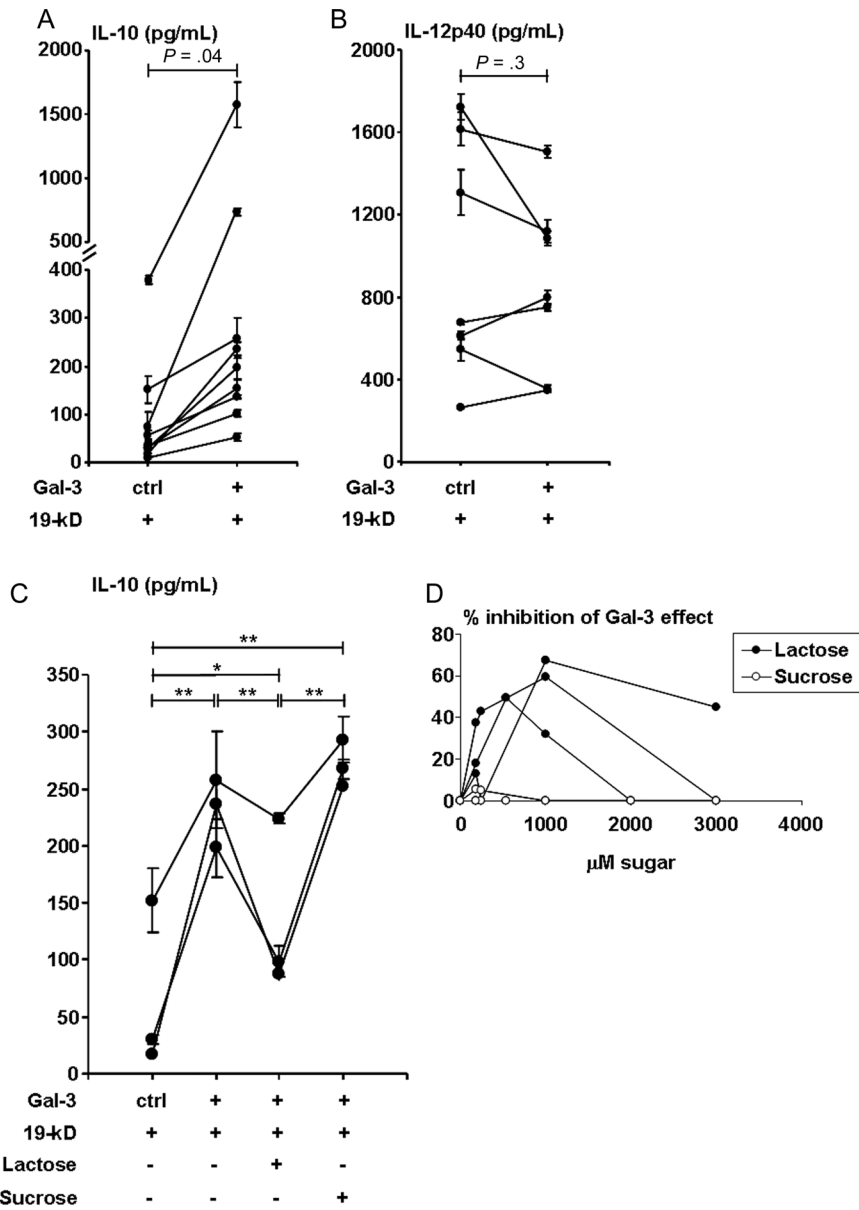 A
IL-10 (pg/mL)
P = .04
2000
1500
1000
500
400
300
200
100
0
Gal-3 ctrl +
19-kD + +
B
IL-12p40 (pg/mL)
P = .3
2000
1600
1200
800
400
0
Gal-3 ctrl +
19-kD + +
C
IL-10 (pg/mL)
**
*
** ** **
350
300
250
200
150
100
50
0
Gal-3 ctrl + + +
19-kD + + + +
Lactose - - + -
Sucrose - - - +
D
% inhibition of Gal-3 effect
80
60
40
20
0
0 1000 2000 3000 4000
µM sugar
Lactose
Sucrose